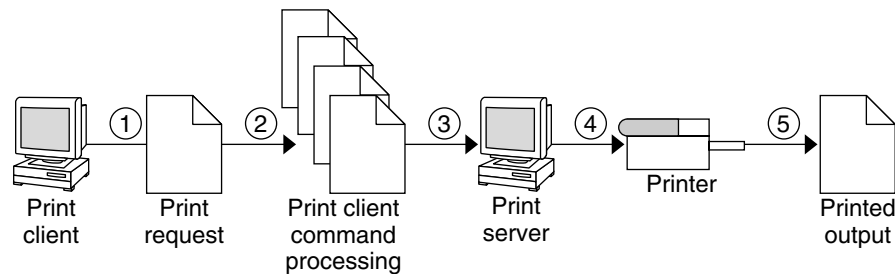 1
2
3
4
5
Print
client
Print
request
Print client
command
processing
Print
server
Printer
Printed
output